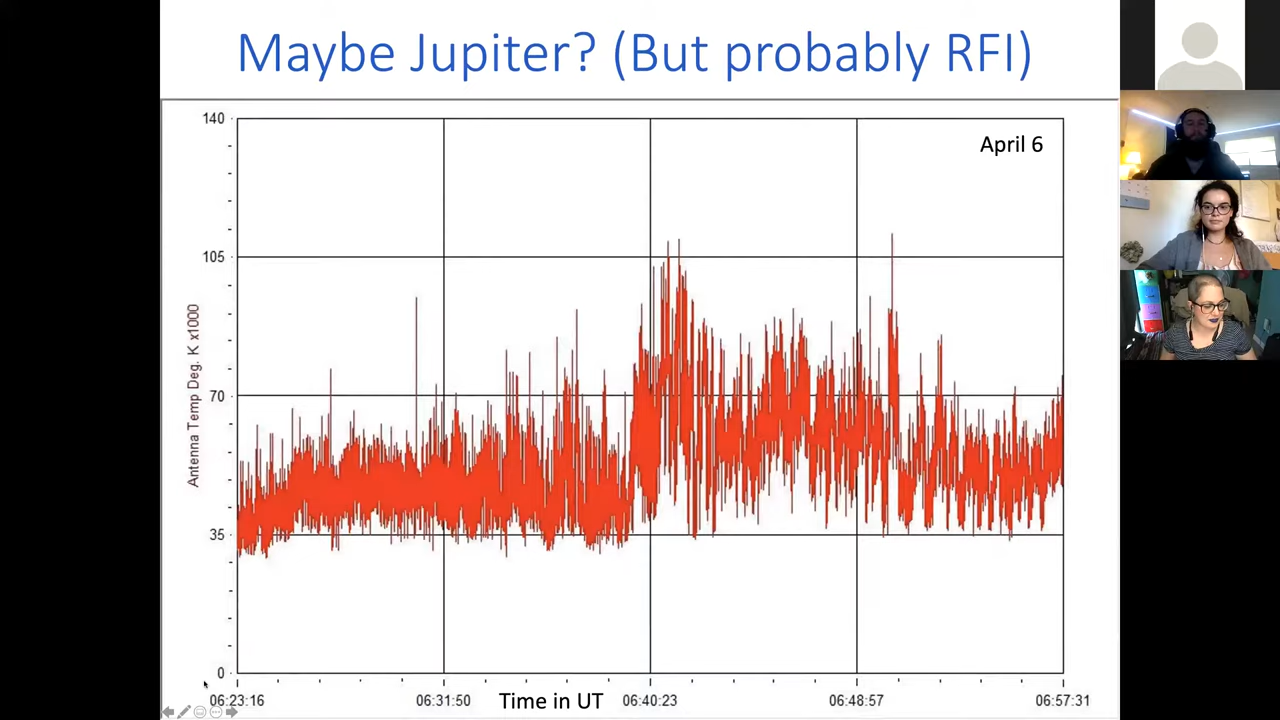 Maybe Jupiter? (But probably RFI)
140
April 6
105
Antenna Temp Deg. K x1000
70
35
0
06:23:16 06:31:50 Time in UT 06:40:23 06:48:57 06:57:31